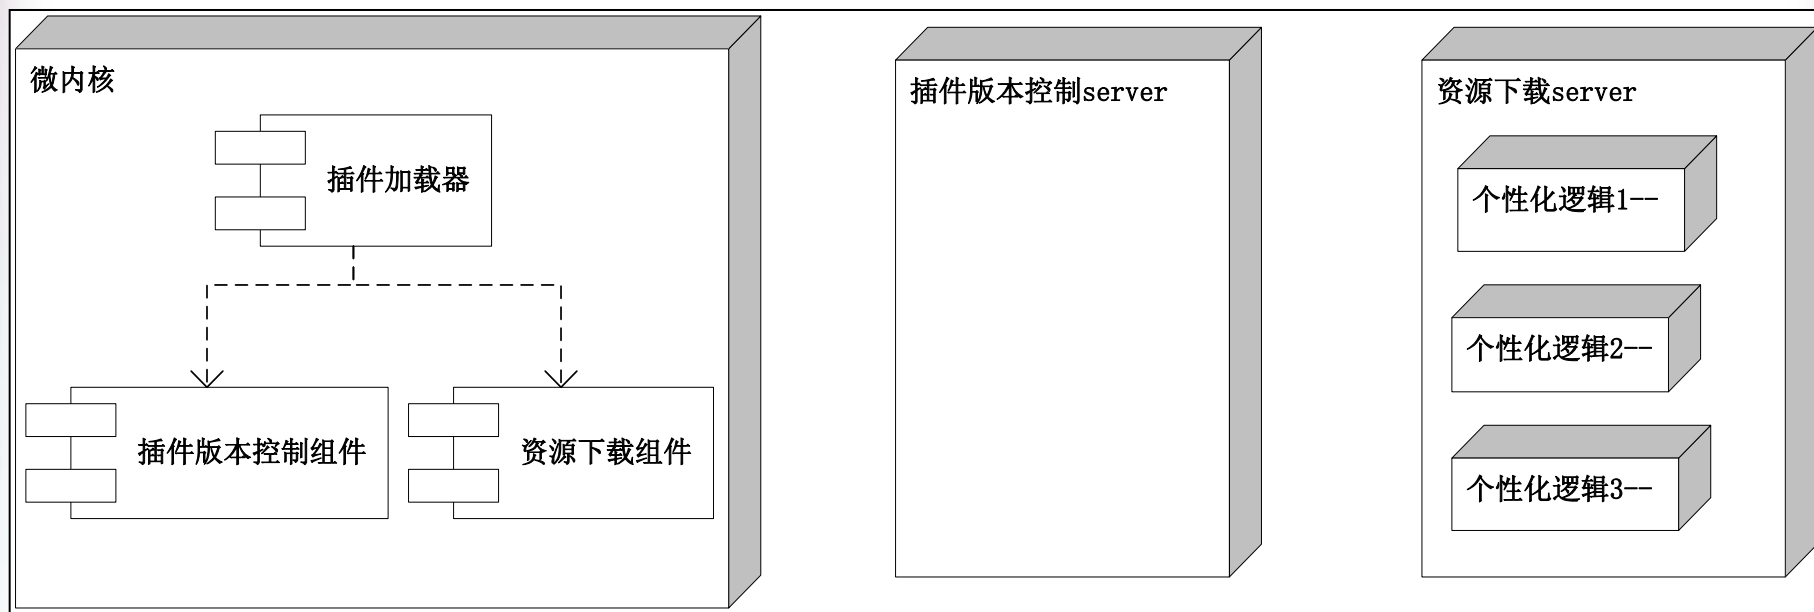 微内核
插件加载器
插件版本控制组件
资源下载组件
插件版本控制server
资源下载server
个性化逻辑1--
个性化逻辑2--
个性化逻辑3--